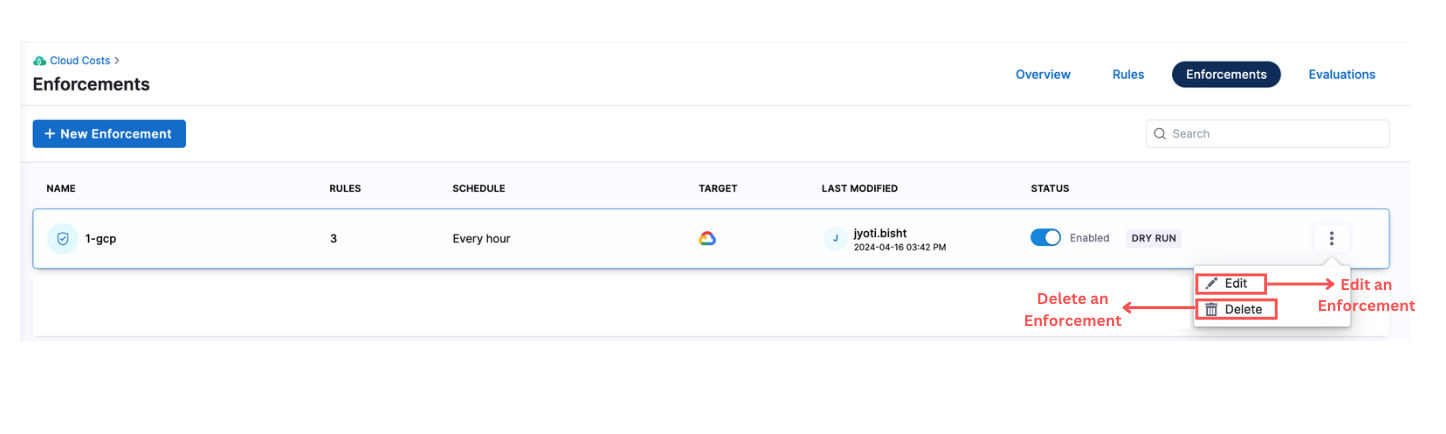 Cloud Costs >
Enforcements
Overview Rules Enforcements Evaluations
+ New Enforcement
Search
NAME RULES SCHEDULE TARGET LAST MODIFIED STATUS
1-gcp 3 Every hour J jyoti.bisht Enabled DRY RUN
2024-04-16 03:42 PM
Edit
Edit an
Enforcement
Delete an
Enforcement
Delete